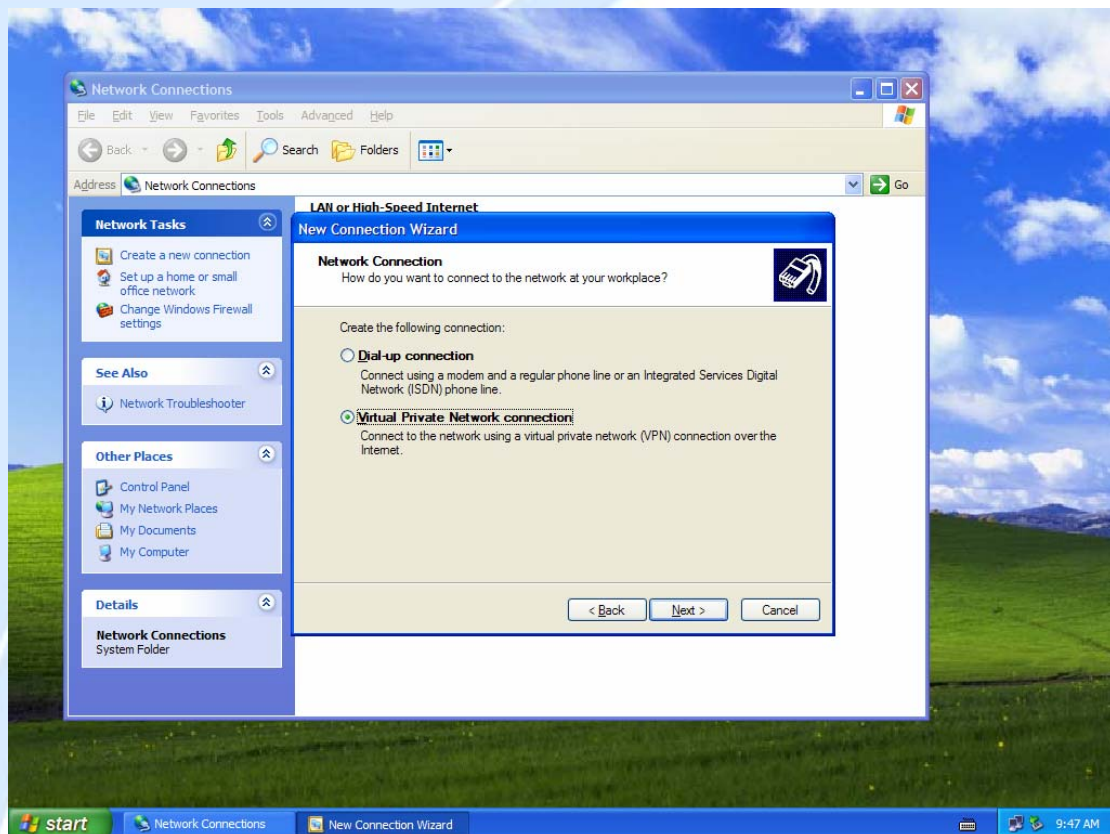 Network Connections
File Edit View Favorites Tools Advanced Help
Back Search Folders
Address Network Connections Go
Network Tasks
Create a new connection
Set up a home or small
office network
Change Windows Firewall
settings
See Also
Network Troubleshooter
Other Places
Control Panel
My Network Places
My Documents
My Computer
Details
Network Connections
System Folder
LAN or High-Speed Internet
New Connection Wizard
Network Connection
How do you want to connect to the network at your workplace?
Create the following connection:
Dial-up connection
Connect using a modem and a regular phone line or an Integrated Services Digital
Network (ISDN) phone line.
Virtual Private Network connection
Connect to the network using a virtual private network (VPN) connection over the
Internet.
< Back Next > Cancel
start Network Connections New Connection Wizard 9:47 AM